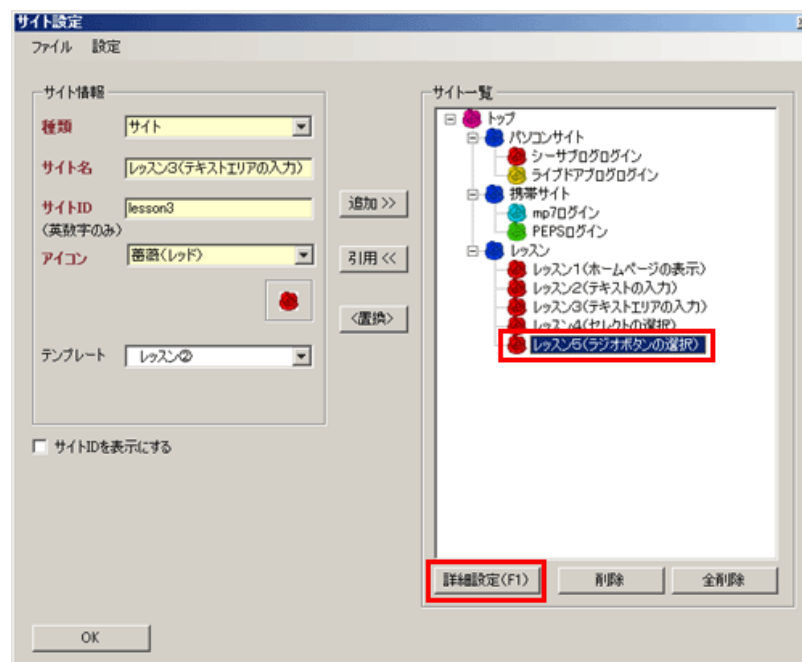 サイト設定
ファイル 設定
サイト情報
種類 サイト
サイト名 レッスン3(テキストエリアの入力)
サイトID lesson3
(英数字のみ)
アイコン 薔薇(レッド)
テンプレート レッスン②
サイトIDを表示にする
追加 >>
引用 <<
<置換>
サイト一覧
トップ
パソコンサイト
シーサブログログイン
ライブドアブログログイン
携帯サイト
mp7ログイン
PEPSログイン
レッスン
レッスン1(ホームページの表示)
レッスン2(テキストの入力)
レッスン3(テキストエリアの入力)
レッスン4(セレクトの選択)
レッスン5(ラジオボタンの選択)
詳細設定(F1) 削除 全削除
OK